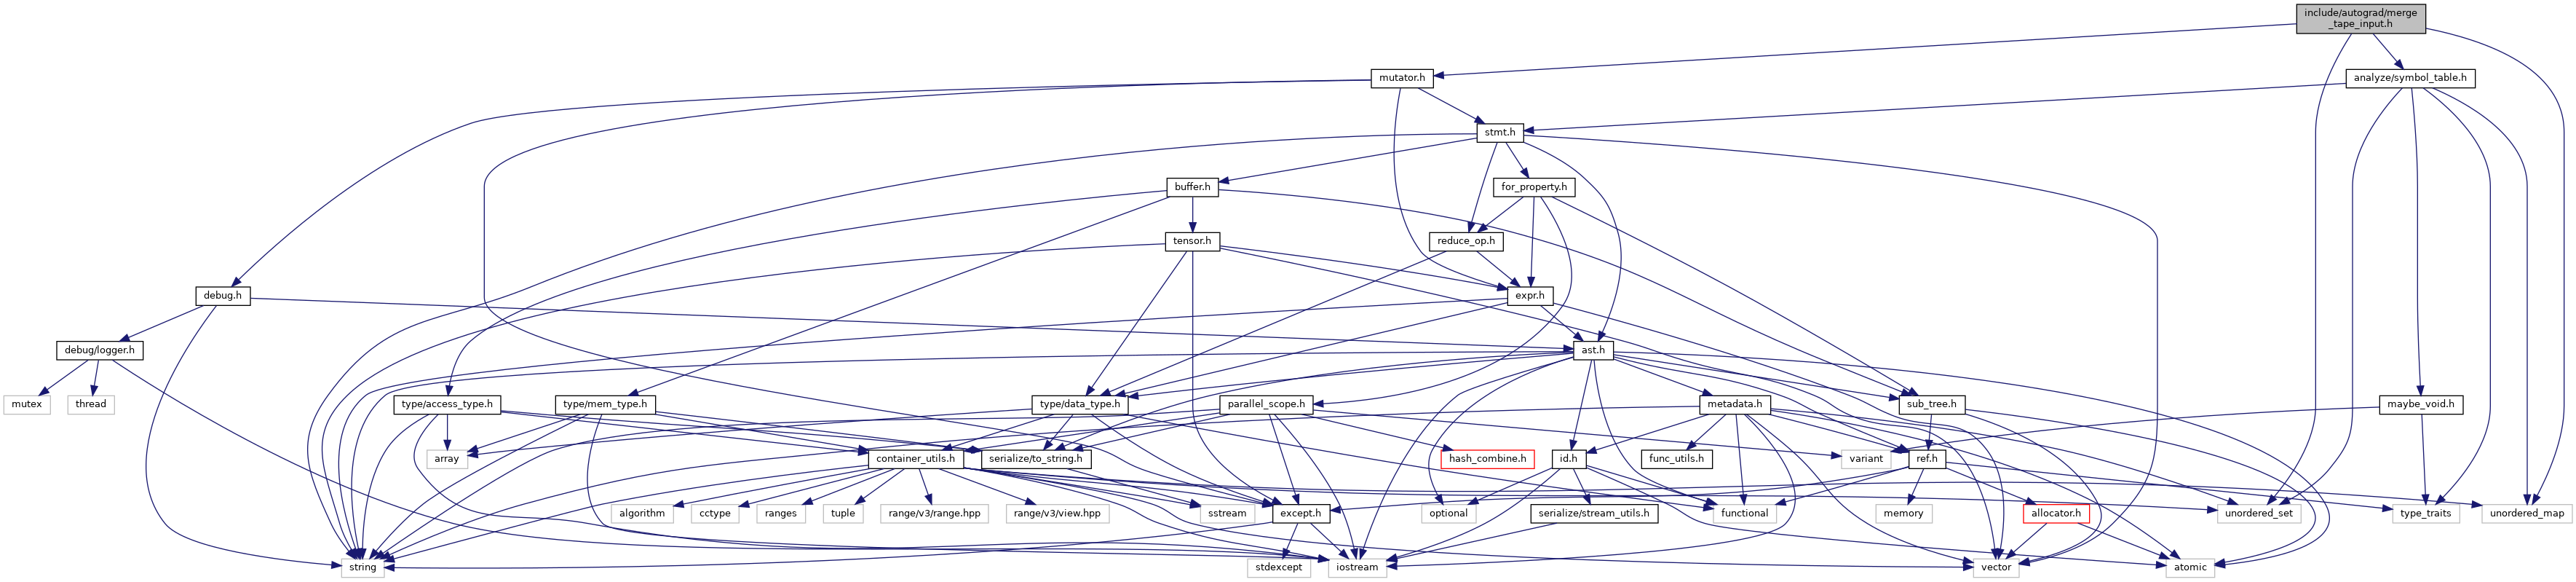 include/autograd/merge
_tape_input.h
mutator.h
analyze/symbol_table.h
stmt.h
buffer.h
for_property.h
tensor.h
reduce_op.h
debug.h
expr.h
debug/logger.h
ast.h
mutex
thread
type/access_type.h
type/mem_type.h
type/data_type.h
parallel_scope.h
metadata.h
sub_tree.h
maybe_void.h
array
container_utils.h
serialize/to_string.h
hash_combine.h
id.h
func_utils.h
variant
ref.h
algorithm
cctype
ranges
tuple
range/v3/range.hpp
range/v3/view.hpp
sstream
except.h
optional
serialize/stream_utils.h
functional
memory
allocator.h
unordered_set
type_traits
unordered_map
string
stdexcept
iostream
vector
atomic